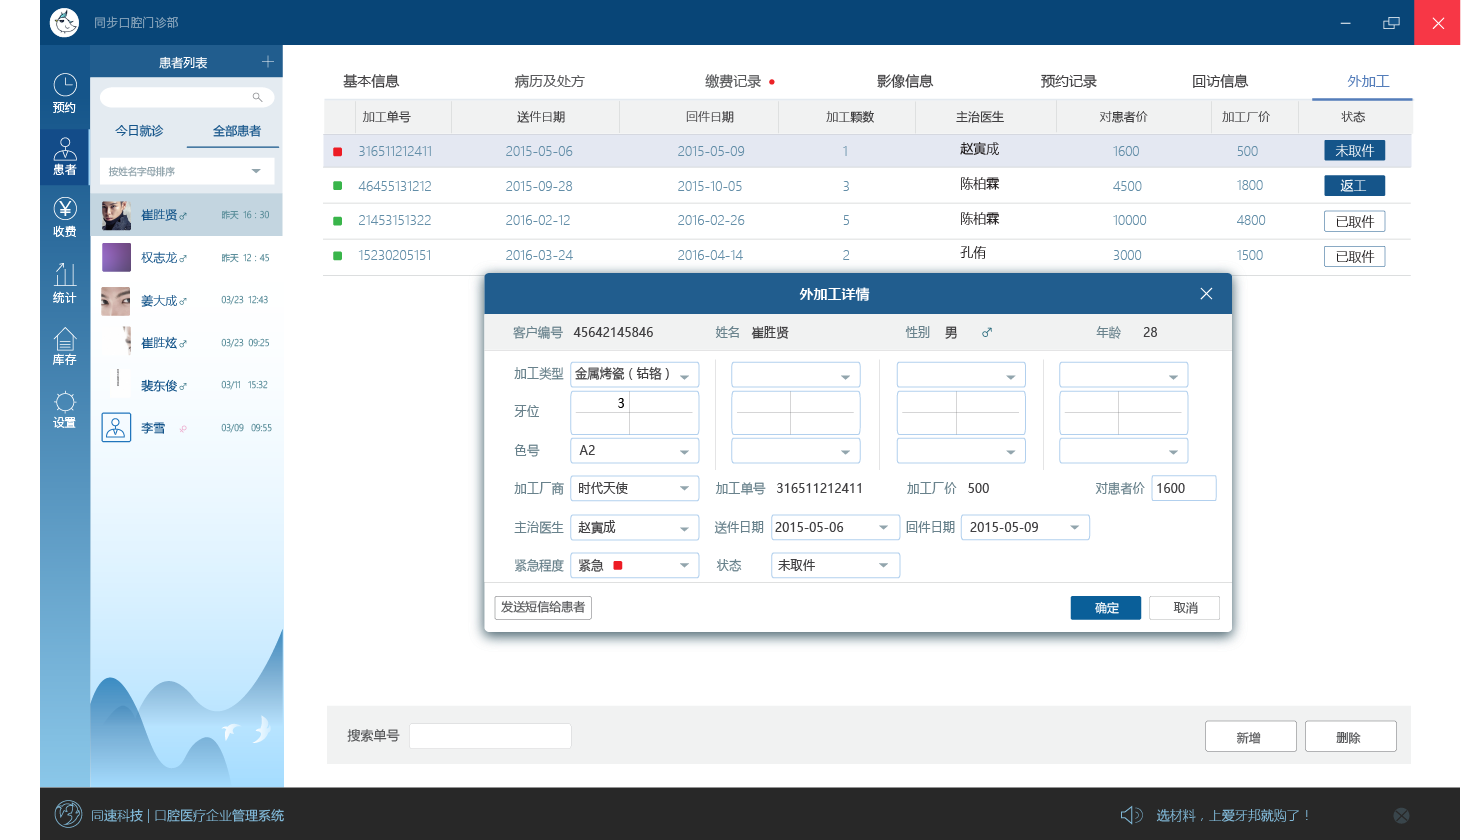 同步口腔门诊部
患者列表
预约
患者
收费
统计
库存
设置
今日就诊 全部患者
按姓名字母排序
崔胜贤♂ 昨天 16:30
权志龙♂ 昨天 12:45
姜大成♂ 03/23 12:43
崔胜炫♂ 03/23 09:25
裴东俊♂ 03/11 15:32
李雪 03/09 09:55
基本信息 病历及处方 缴费记录 影像信息 预约记录 回访信息 外加工
加工单号 送件日期 回件日期 加工颗数 主治医生 对患者价 加工厂价 状态
316511212411 2015-05-06 2015-05-09 1 赵寅成 1600 500 未取件
46455131212 2015-09-28 2015-10-05 3 陈柏霖 4500 1800 返工
21453151322 2016-02-12 2016-02-26 5 陈柏霖 10000 4800 已取件
15230205151 2016-03-24 2016-04-14 2 孔侑 3000 1500 已取件
外加工详情
客户编号 45642145846 姓名 崔胜贤 性别 男 ♂ 年龄 28
加工类型 金属烤瓷（钴铬）
牙位 3
色号 A2
加工厂商 时代天使 加工单号 316511212411 加工厂价 500 对患者价 1600
主治医生 赵寅成 送件日期 2015-05-06 回件日期 2015-05-09
紧急程度 紧急 状态 未取件
发送短信给患者 确定 取消
搜索单号 新增 删除
同速科技 | 口腔医疗企业管理系统 选材料，上爱牙邦就购了！